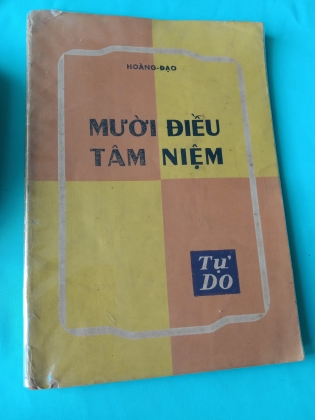 HOÀNG-ĐẠO
MƯỜI ĐIỀU
TÂM NIỆM
TỰ
DO